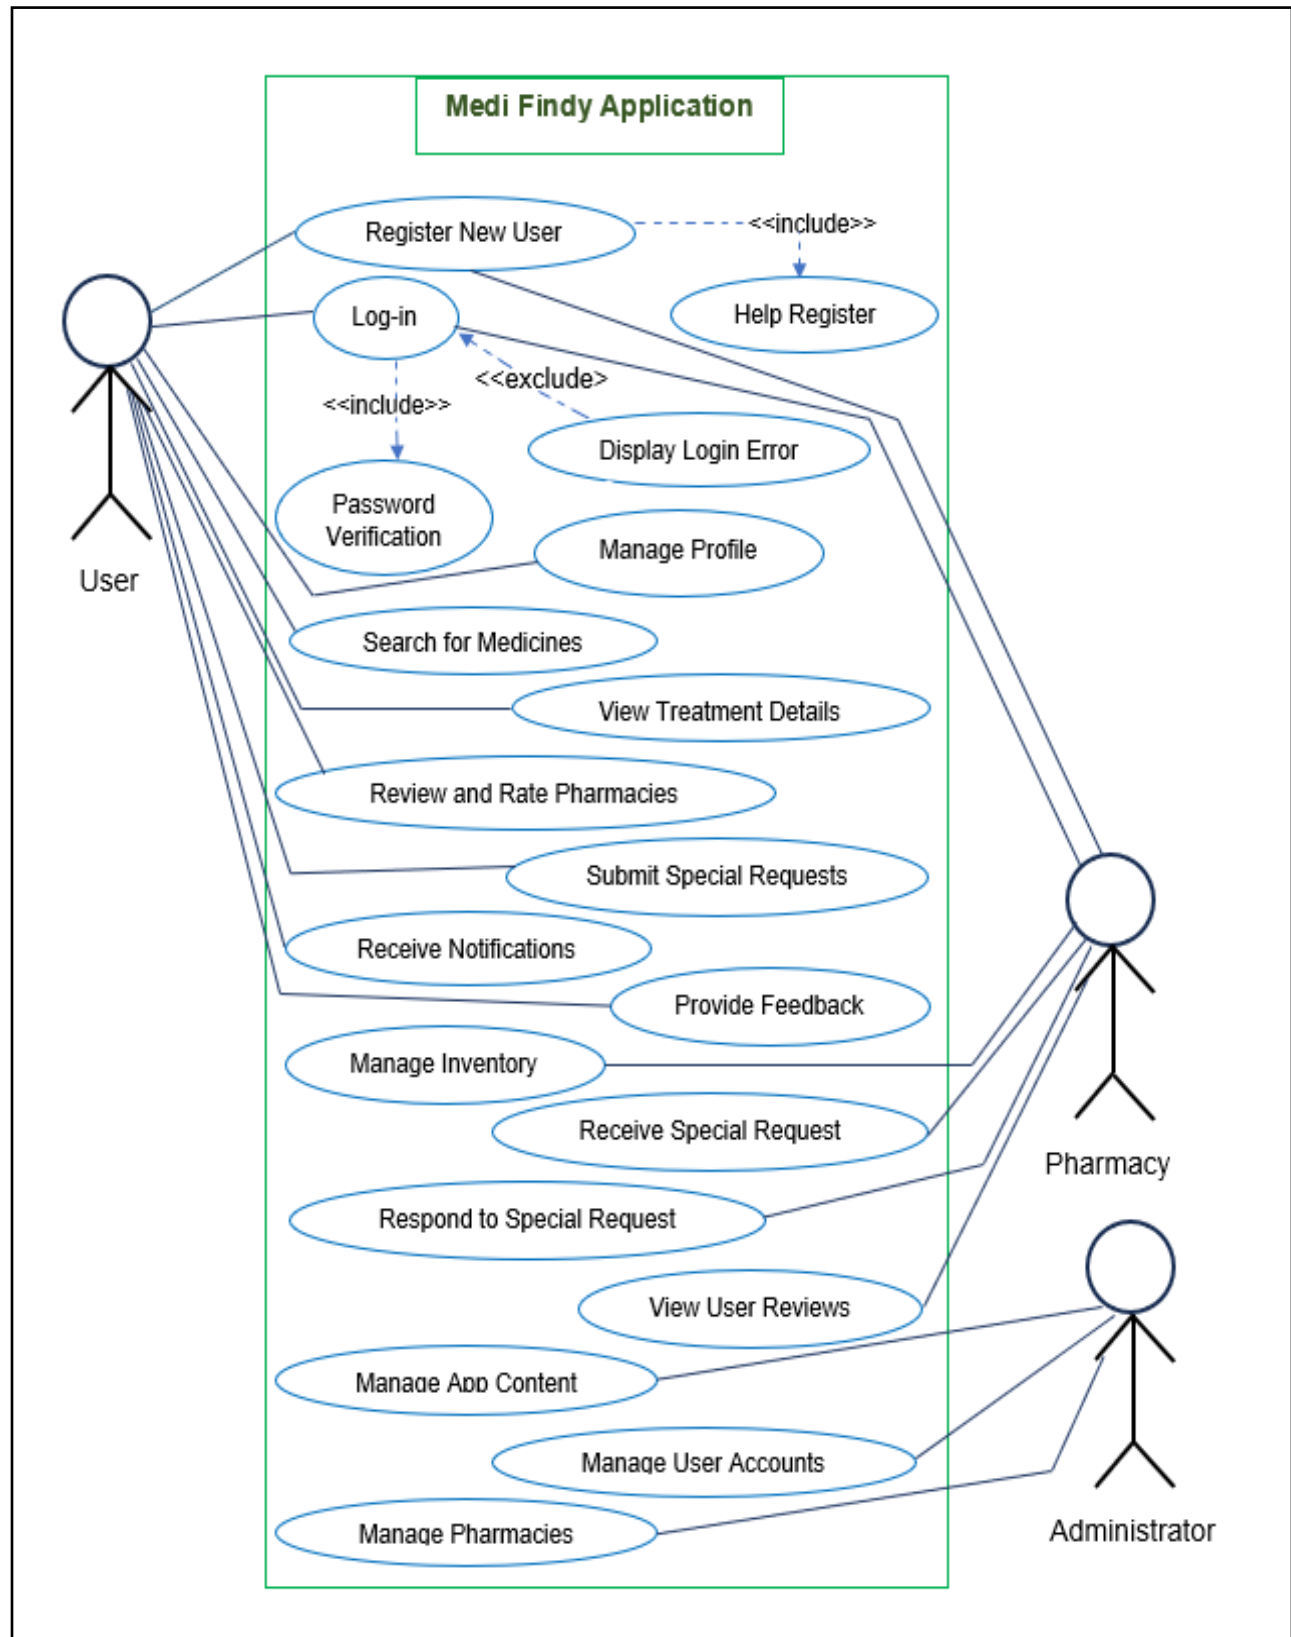 Medi Findy Application
Register New User
<<include>>
Help Register
Log-in
<<exclude>
<<include>>
Display Login Error
Password
Verification
Manage Profile
User
Search for Medicines
View Treatment Details
Review and Rate Pharmacies
Submit Special Requests
Receive Notifications
Provide Feedback
Manage Inventory
Receive Special Request
Pharmacy
Respond to Special Request
View User Reviews
Manage App Content
Manage User Accounts
Manage Pharmacies
Administrator